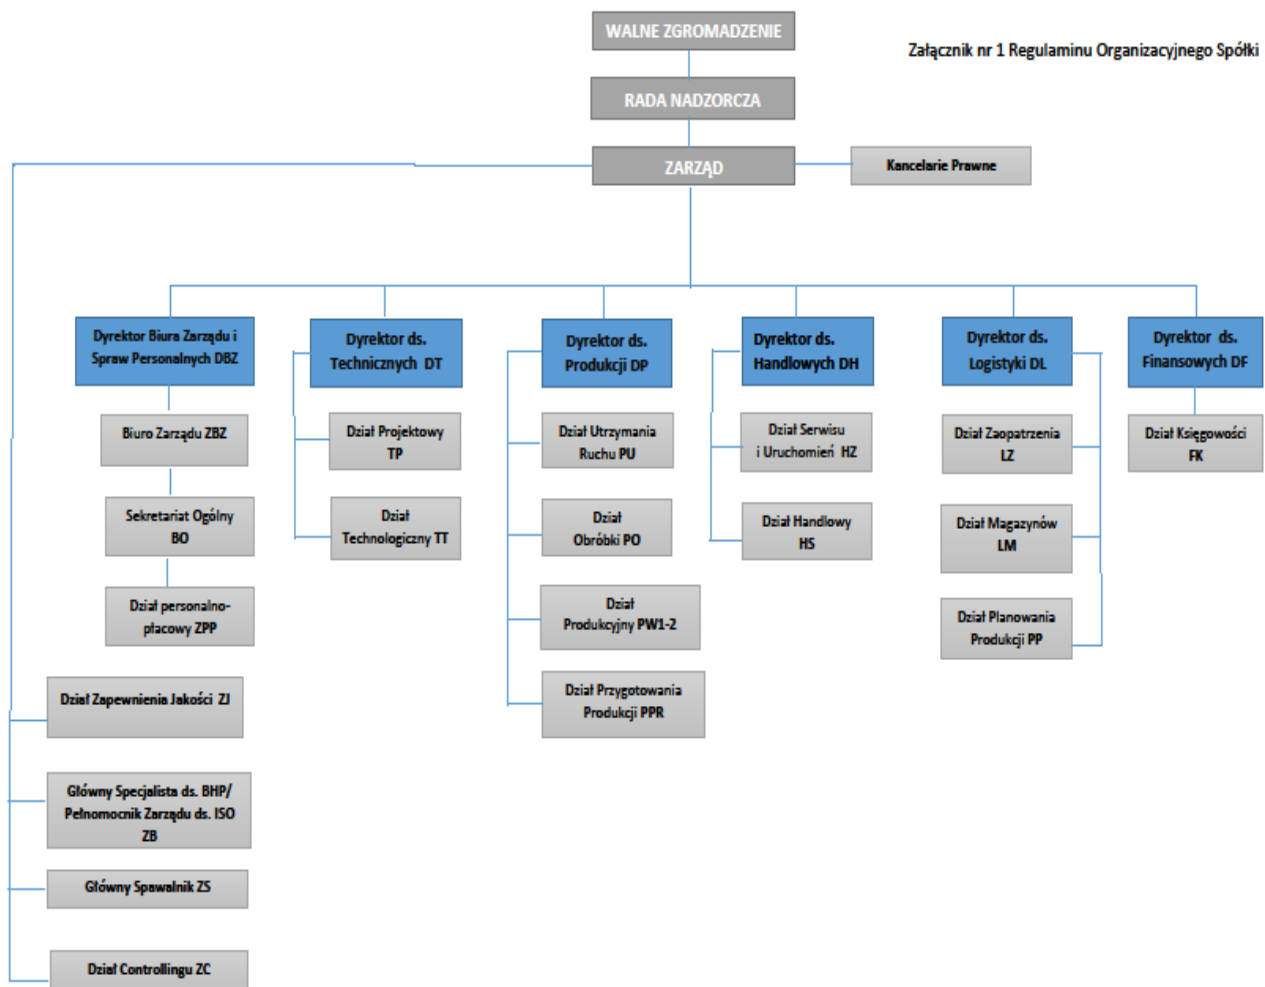 WALNE ZGROMADZENIE
Załącznik nr 1 Regulaminu Organizacyjnego Spółki
RADA NADZORCZA
ZARZĄD
Kancelarie Prawne
Dyrektor Biura Zarządu i
Spraw Personalnych DBZ
Dyrektor ds.
Technicznych DT
Dyrektor ds.
Produkcji DP
Dyrektor ds.
Handlowych DH
Dyrektor ds.
Logistyki DL
Dyrektor ds.
Finansowych DF
Biuro Zarządu ZBZ
Dział Projektowy
TP
Dział Utrzymania
Ruchu PU
Dział Serwisu
i Uruchomień HZ
Dział Zaopatrzenia
LZ
Dział Księgowości
FK
Sekretariat Ogólny
BO
Dział
Technologiczny TT
Dział
Obróbki PO
Dział Handlowy
HS
Dział Magazynów
LM
Dział personalno-
płacowy ZPP
Dział
Produkcyjny PW1-2
Dział Planowania
Produkcji PP
Dział Zapewnienia Jakości ZJ
Dział Przygotowania
Produkcji PPR
Główny Specjalista ds. BHP/
Pełnomocnik Zarządu ds. ISO
ZB
Główny Spawalnik ZS
Dział Controllingu ZC